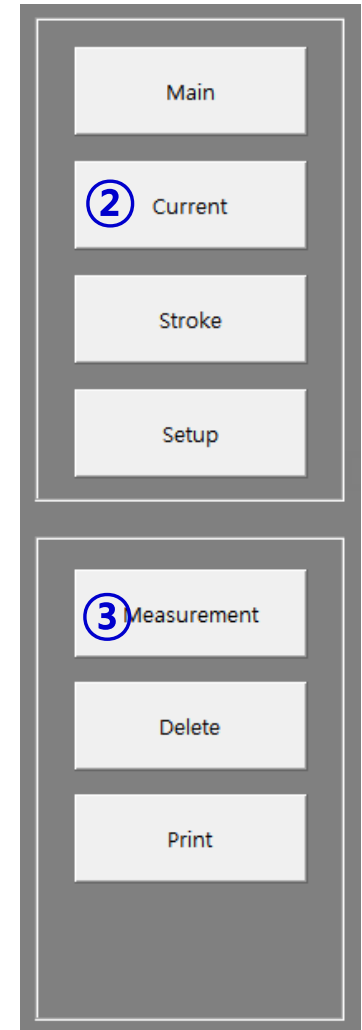 Main
② Current
Stroke
Setup
③ Measurement
Delete
Print